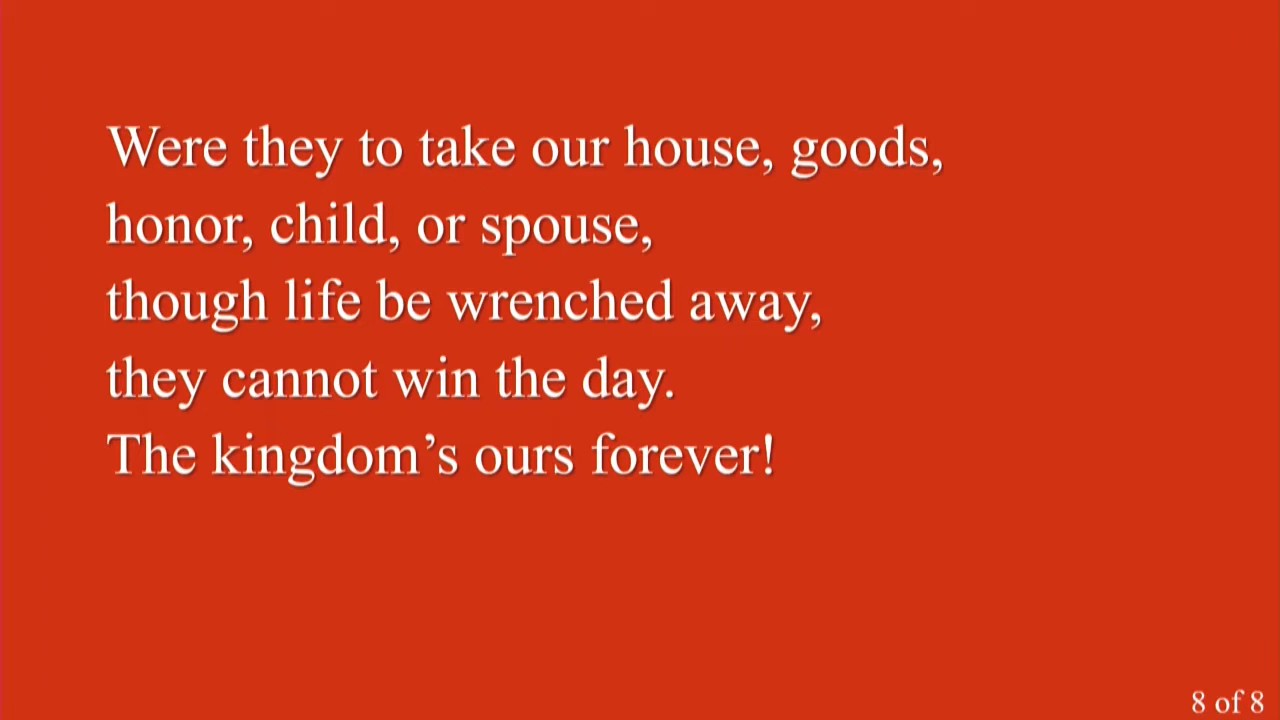 Were they to take our house, goods,
honor, child, or spouse,
though life be wrenched away,
they cannot win the day.
The kingdom’s ours forever!
8 of 8